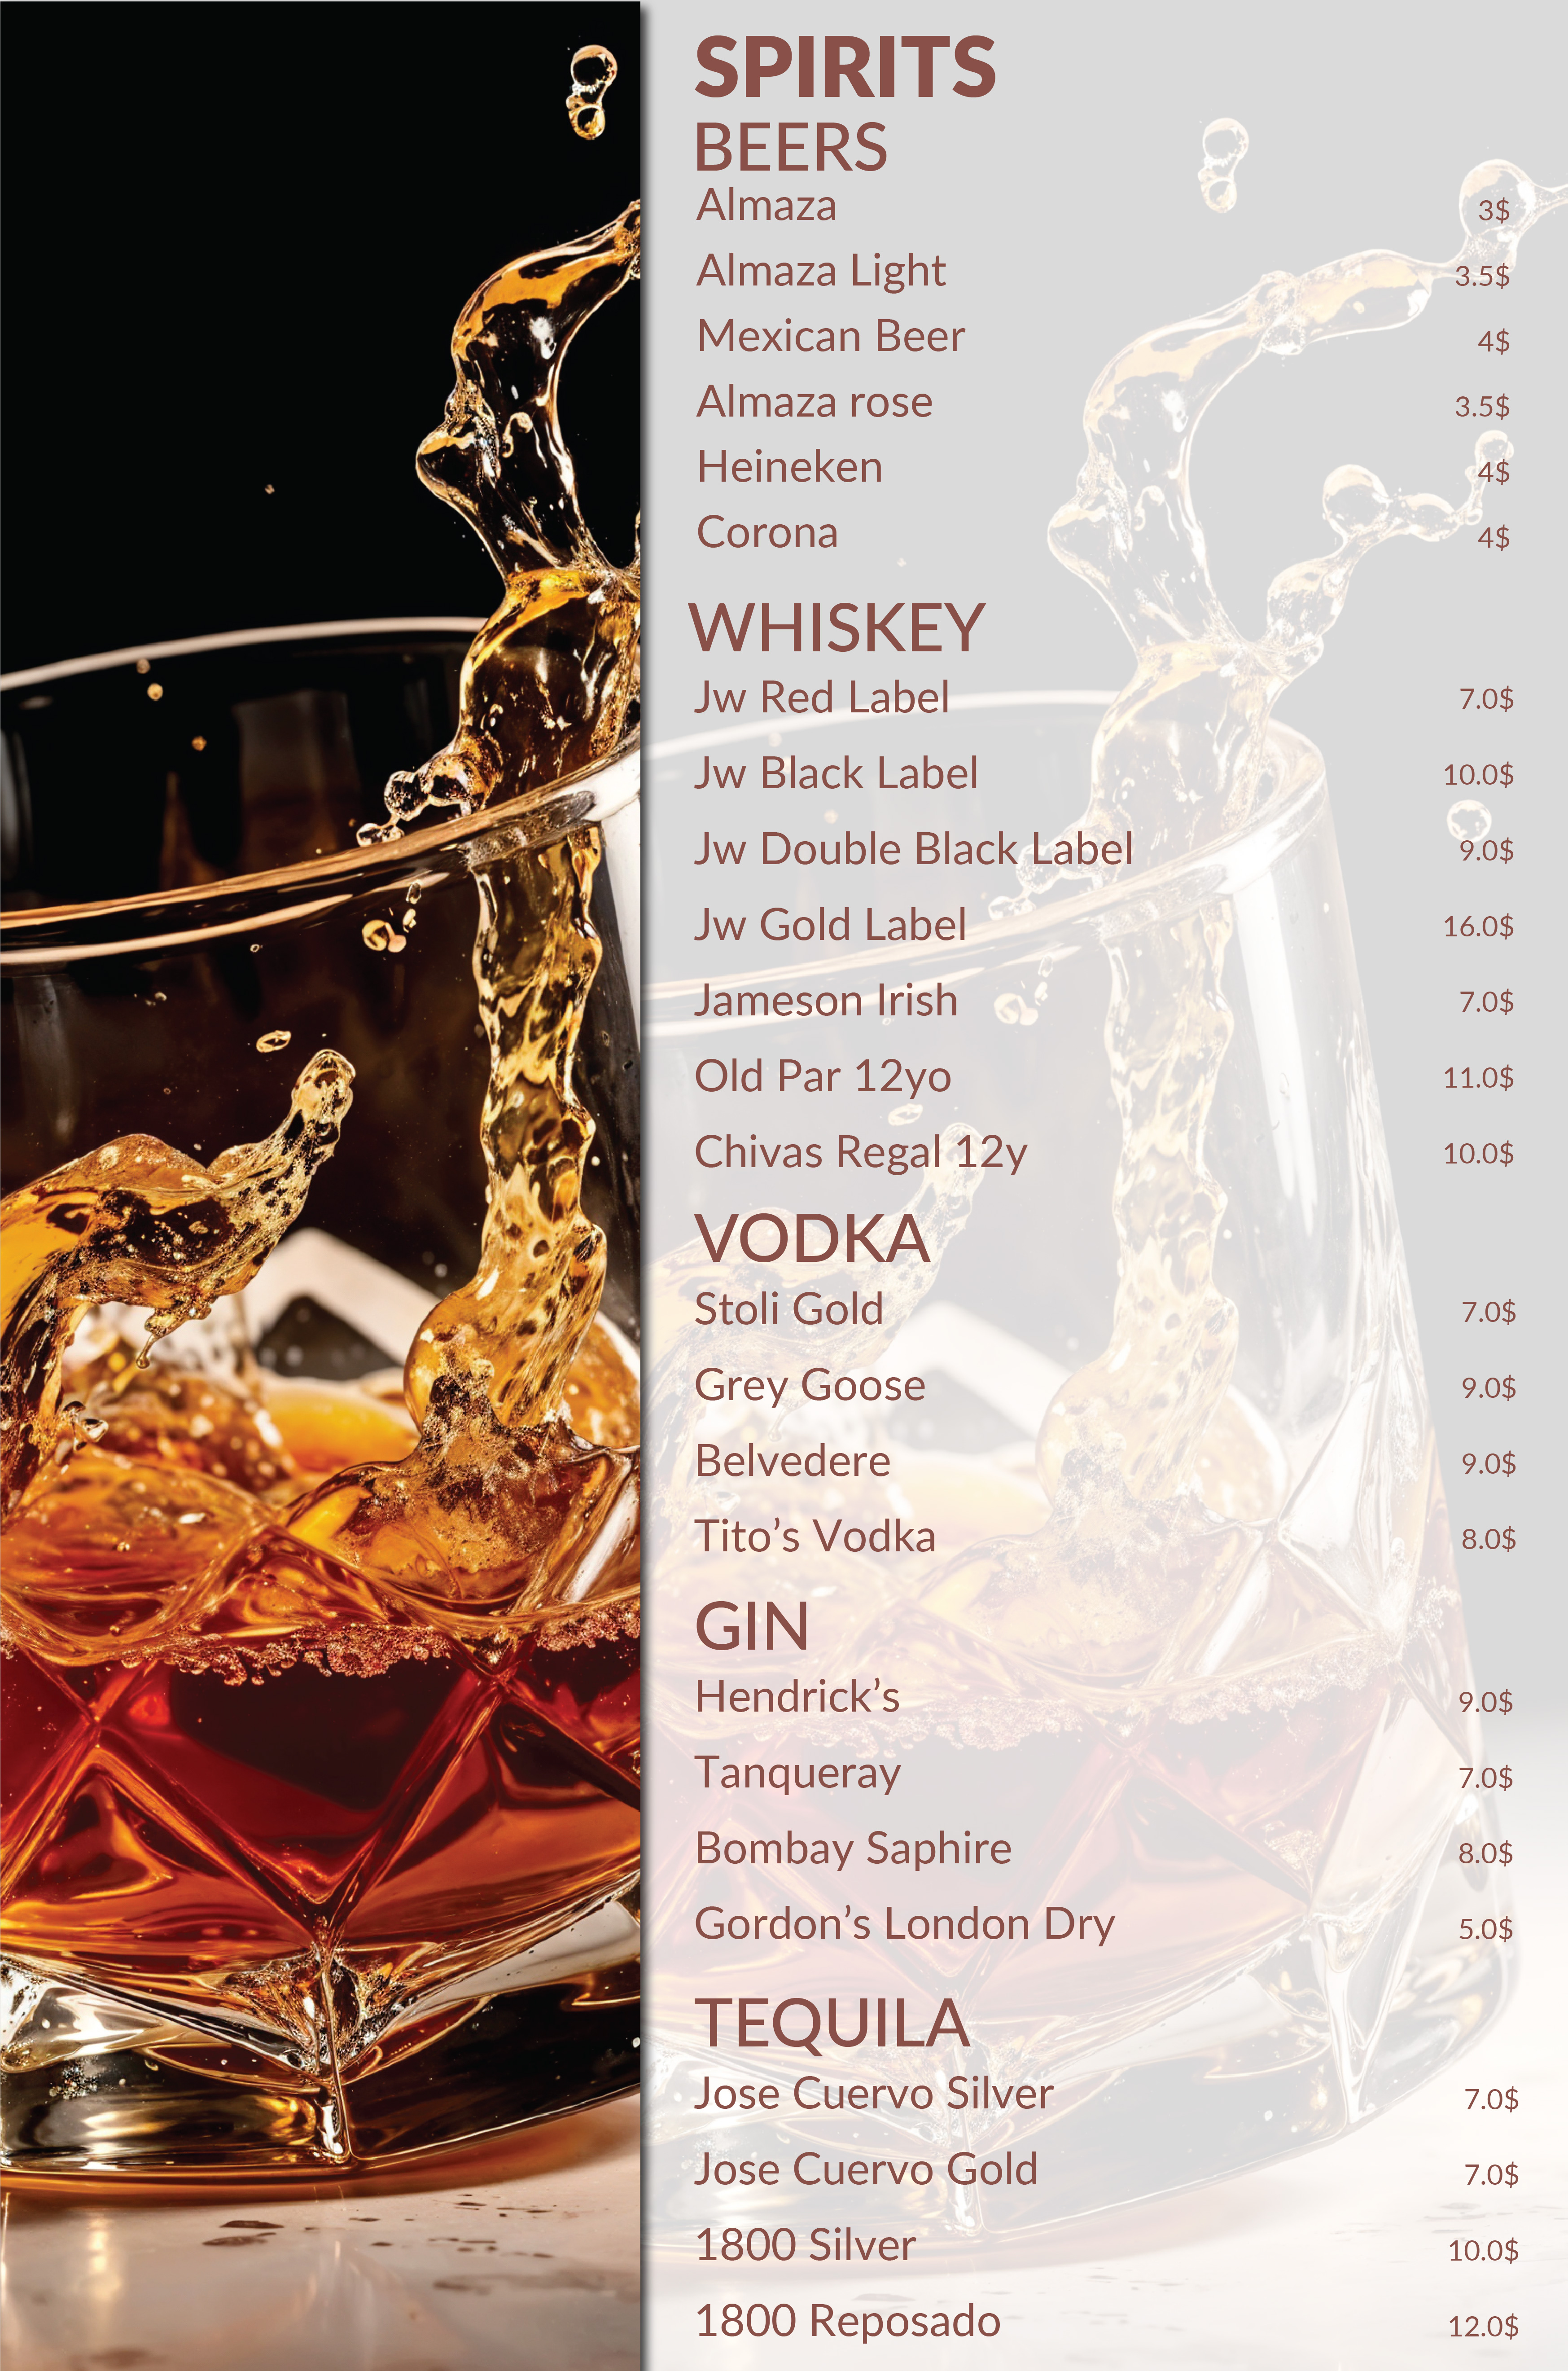 SPIRITS
BEERS
Almaza 3$
Almaza Light 3.5$
Mexican Beer 4$
Almaza rose 3.5$
Heineken 4$
Corona 4$
WHISKEY
Jw Red Label 7.0$
Jw Black Label 10.0$
Jw Double Black Label 9.0$
Jw Gold Label 16.0$
Jameson Irish 7.0$
Old Par 12yo 11.0$
Chivas Regal 12y 10.0$
VODKA
Stoli Gold 7.0$
Grey Goose 9.0$
Belvedere 9.0$
Tito’s Vodka 8.0$
GIN
Hendrick’s 9.0$
Tanqueray 7.0$
Bombay Saphire 8.0$
Gordon’s London Dry 5.0$
TEQUILA
Jose Cuervo Silver 7.0$
Jose Cuervo Gold 7.0$
1800 Silver 10.0$
1800 Reposado 12.0$